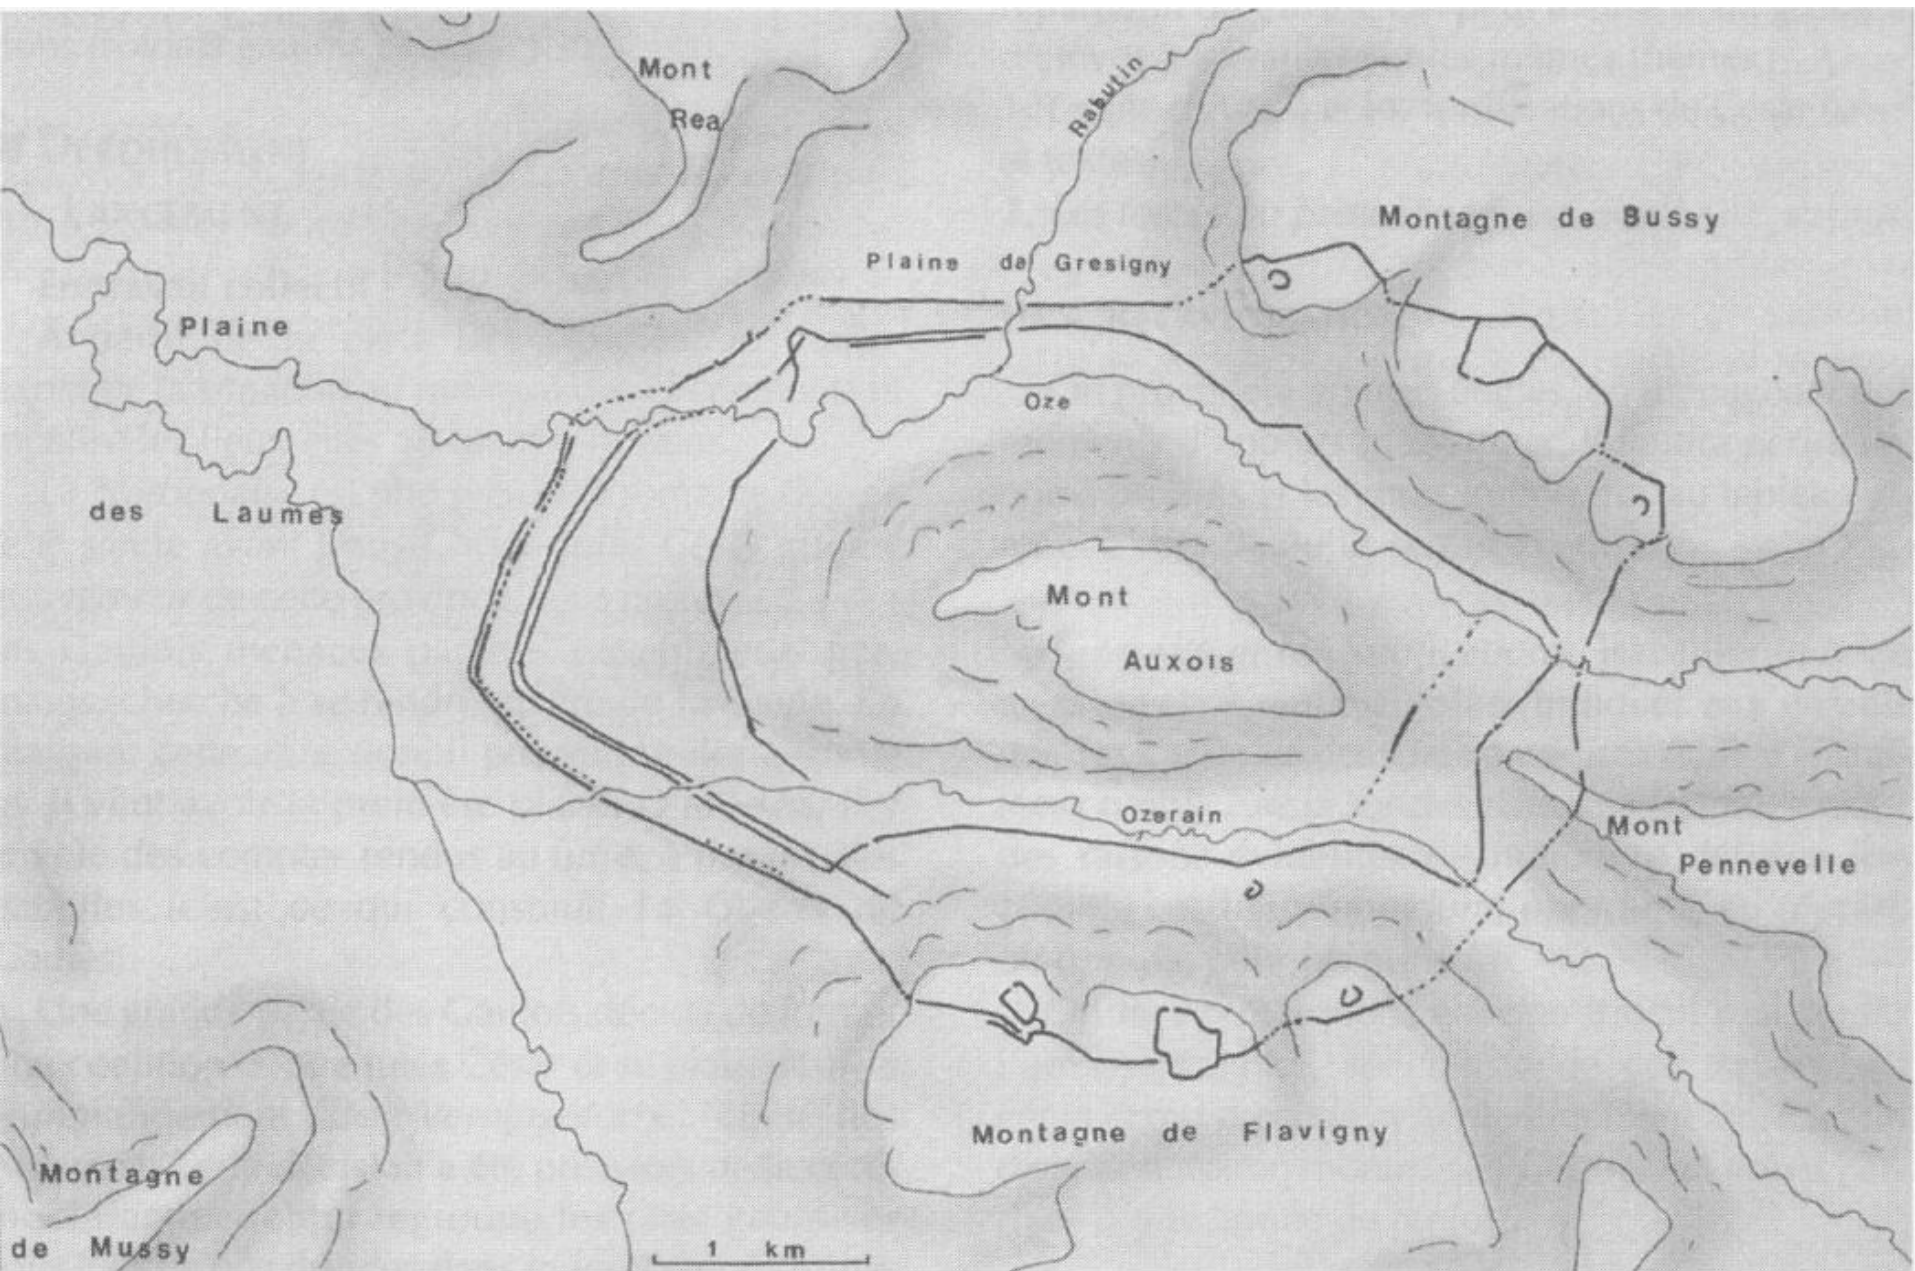 Mont
Rea
Rabutin
Montagne de Bussy
Plaine de Gresigny
Plaine
Oze
des Laumes
Mont
Auxois
Ozerain
Mont
Pennevelle
Montagne de Flavigny
Montagne
de Mussy
1 km